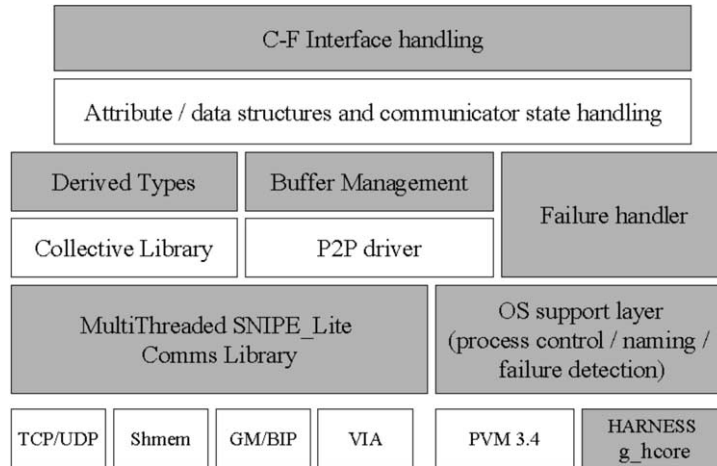 C-F Interface handling
Attribute / data structures and communicator state handling
Derived Types
Buffer Management
Failure handler
Collective Library
P2P driver
MultiThreaded SNIPE_Lite
Comms Library
OS support layer
(process control / naming /
failure detection)
TCP/UDP
Shmem
GM/BIP
VIA
PVM 3.4
HARNESS
g_hcore